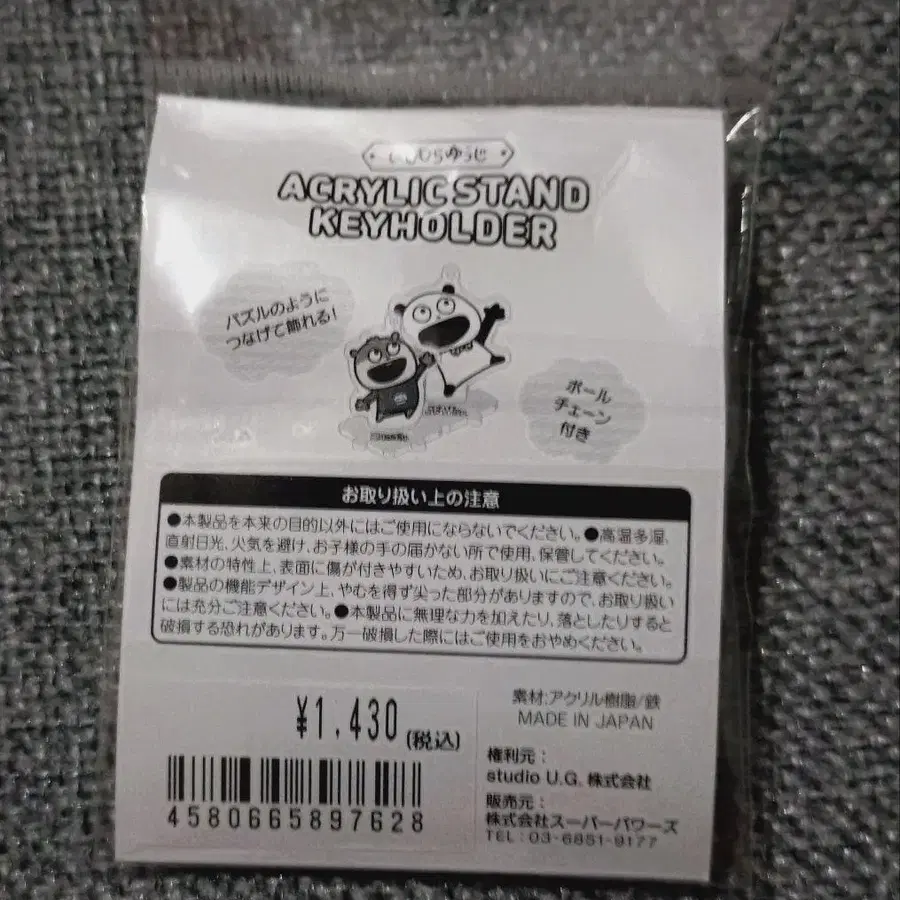 むらゆうじ
ACRYLIC STAND
KEYHOLDER
パズルのように
つなげて飾れる!
ボール
チェーン
付き
お取り扱い上の注意
●本製品を本来の目的以外にはご使用にならないでください。●高温多湿、
直射日光、火気を避け、お子様の手の届かない所で使用、保管してください。
●素材の特性上、表面に傷が付きやすいため、お取り扱いにご注意ください。
●製品の機能デザイン上、やむを得ず尖った部分がありますので、お取り扱い
には充分ご注意ください。●本製品に無理な力を加えたり、落としたりすると
破損する恐れがあります。万一破損した際にはご使用をおやめください。
¥1,430
(税込)
4580665897628
素材:アクリル樹脂/鉄
MADE IN JAPAN
権利元:
studio U.G. 株式会社
販売元:
株式会社スーパーパワーズ
TEL:03-6851-9177